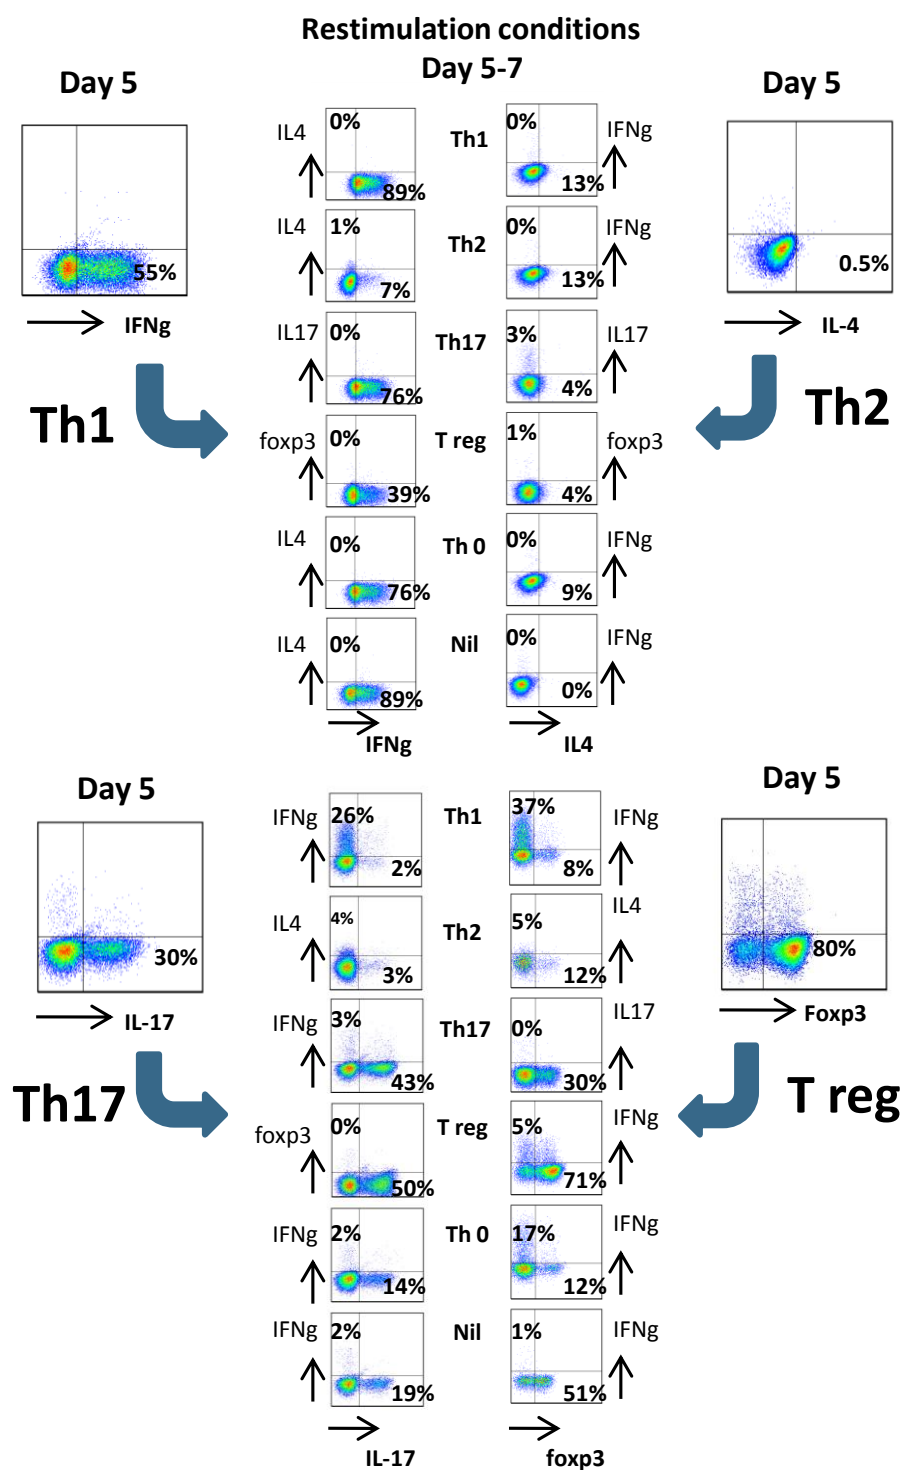 Restimulation conditions
Day 5-7
Day 5
Day 5
55%
IFNg
Th1
0.5%
IL-4
Th2
IL4 0% 89% Th1 0% 13% IFNg
IL4 1% 7% Th2 0% 13% IFNg
IL17 0% 76% Th17 3% 4% IL17
foxp3 0% 39% T reg 1% 4% foxp3
IL4 0% 76% Th 0 0% 9% IFNg
IL4 0% 89% Nil 0% 0% IFNg
IFNg
IL4
Day 5
Day 5
30%
IL-17
Th17
80%
Foxp3
T reg
IFNg 26% 2% Th1 37% 8% IFNg
IL4 4% 3% Th2 5% 12% IL4
IFNg 3% 43% Th17 0% 30% IL17
foxp3 0% 50% T reg 5% 71% IFNg
IFNg 2% 14% Th 0 17% 12% IFNg
IFNg 2% 19% Nil 1% 51% IFNg
IL-17
foxp3